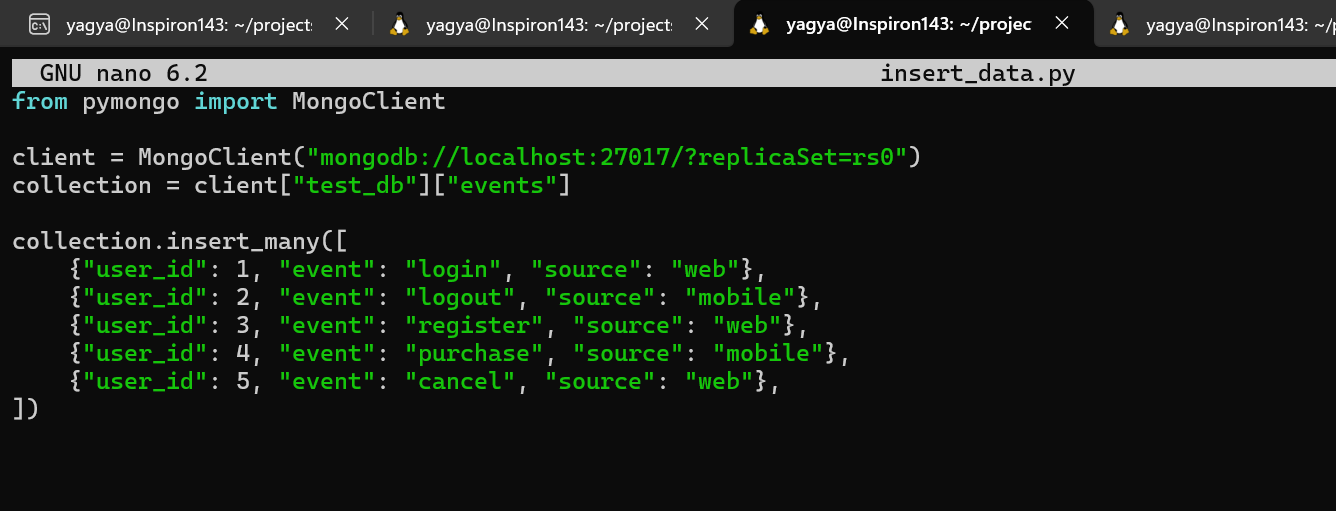 yagya@Inspiron143: ~/projects
yagya@Inspiron143: ~/projects
yagya@Inspiron143: ~/projec
yagya@Inspiron143: ~/p
GNU nano 6.2 insert_data.py
from pymongo import MongoClient
client = MongoClient("mongodb://localhost:27017/?replicaSet=rs0")
collection = client["test_db"]["events"]
collection.insert_many([
    {"user_id": 1, "event": "login", "source": "web"},
    {"user_id": 2, "event": "logout", "source": "mobile"},
    {"user_id": 3, "event": "register", "source": "web"},
    {"user_id": 4, "event": "purchase", "source": "mobile"},
    {"user_id": 5, "event": "cancel", "source": "web"},
])